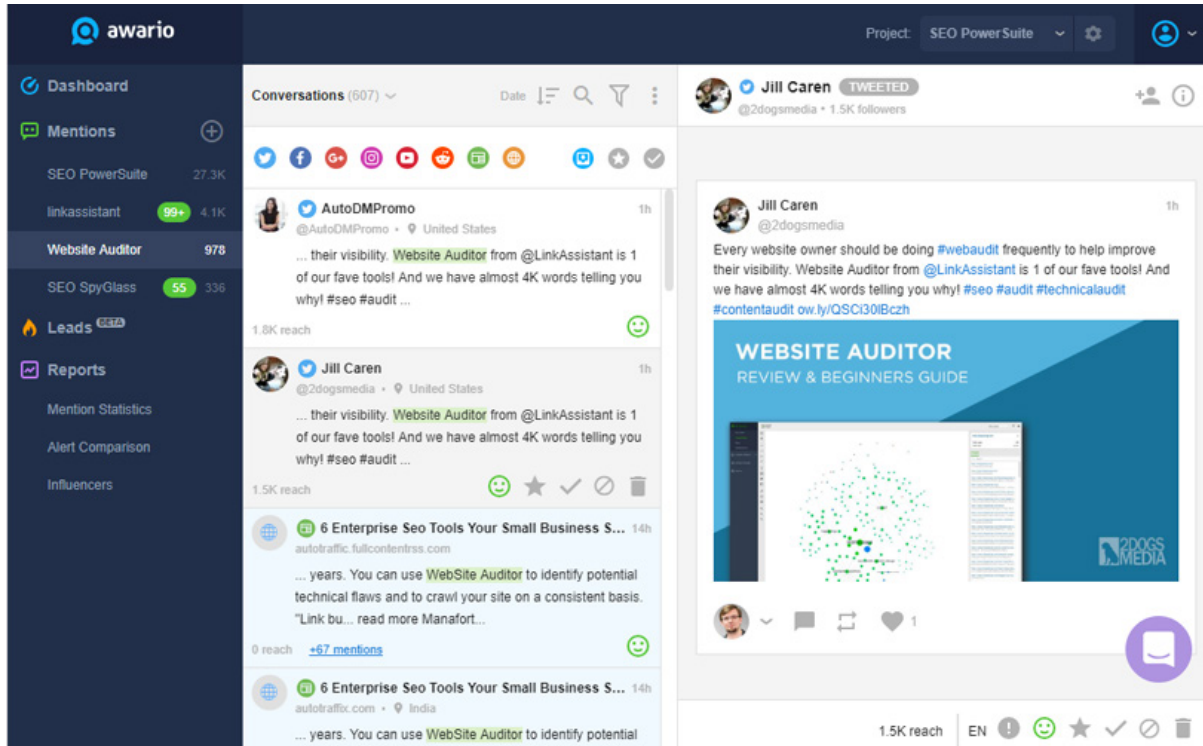 awario
Project: SEO PowerSuite
Dashboard
Mentions
SEO PowerSuite 27.3K
linkassistant 99+ 4.1K
Website Auditor 978
SEO SpyGlass 55 336
Leads BETA
Reports
Mention Statistics
Alert Comparison
Influencers
Conversations (607) Date
AutoDMPromo 1h
@AutoDMPromo • United States
... their visibility. Website Auditor from @LinkAssistant is 1
of our fave tools! And we have almost 4K words telling you
why! #seo #audit ...
1.8K reach
Jill Caren 1h
@2dogsmedia • United States
... their visibility. Website Auditor from @LinkAssistant is 1
of our fave tools! And we have almost 4K words telling you
why! #seo #audit ...
1.5K reach
6 Enterprise Seo Tools Your Small Business S... 14h
autotraffic.fullcontentrss.com
... years. You can use WebSite Auditor to identify potential
technical flaws and to crawl your site on a consistent basis.
"Link bu... read more Manafort...
0 reach +67 mentions
6 Enterprise Seo Tools Your Small Business S... 14h
autotraffix.com • India
... years. You can use WebSite Auditor to identify potential
Jill Caren TWEETED
@2dogsmedia • 1.5K followers
Jill Caren 1h
@2dogsmedia
Every website owner should be doing #webaudit frequently to help improve
their visibility. Website Auditor from @LinkAssistant is 1 of our fave tools! And
we have almost 4K words telling you why! #seo #audit #technicalaudit
#contentaudit ow.ly/QSCi30lBczh
WEBSITE AUDITOR
REVIEW & BEGINNERS GUIDE
2DOGS
MEDIA
1
1.5K reach EN